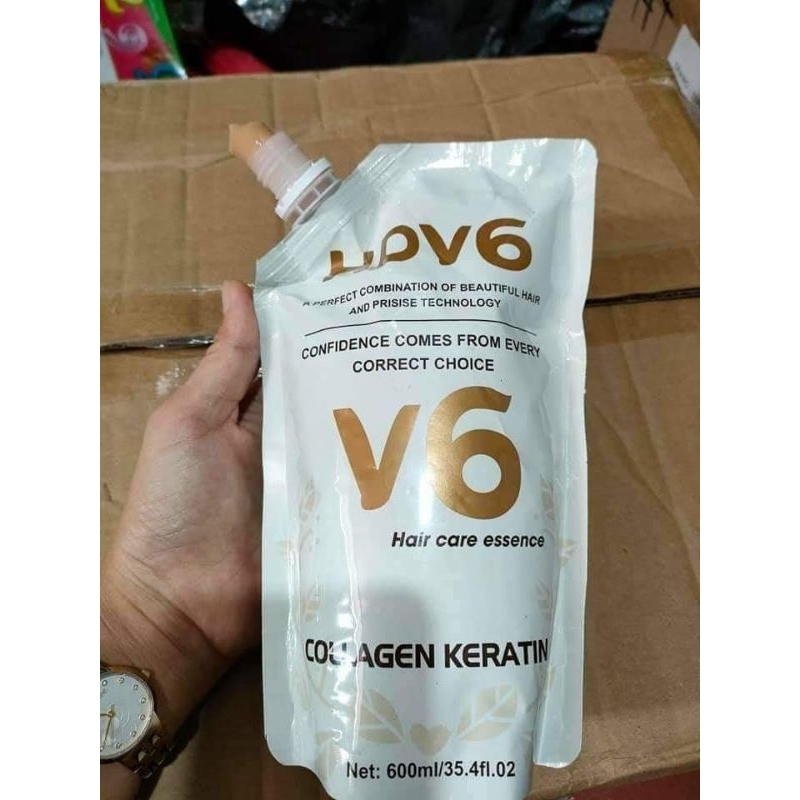 A PERFECT COMBINATION OF BEAUTIFUL HAIR
AND PRISISE TECHNOLOGY
CONFIDENCE COMES FROM EVERY
CORRECT CHOICE
V6
Hair care essence
COLLAGEN KERATIN
Net: 600ml/35.4fl.02